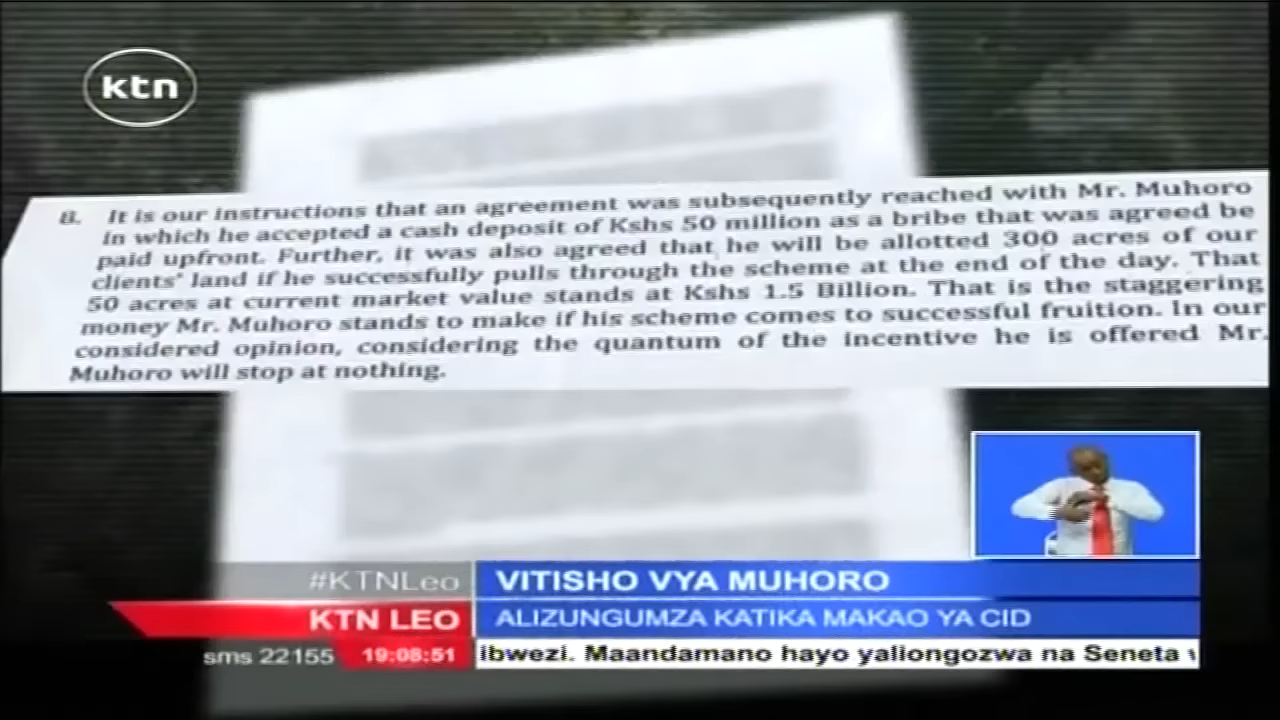 ktn
8. It is our instructions that an agreement was subsequently reached with Mr. Muhoro
in which he accepted a cash deposit of Kshs 50 million as a bribe that was agreed be
paid upfront. Further, it was also agreed that he will be allotted 300 acres of our
clients' land if he successfully pulls through the scheme at the end of the day. That
50 acres at current market value stands at Kshs 1.5 Billion. That is the staggering
money Mr. Muhoro stands to make if his scheme comes to successful fruition. In our
considered opinion, considering the quantum of the incentive he is offered Mr.
Muhoro will stop at nothing.
#KTNLeo
VITISHO VYA MUHORO
KTN LEO
ALIZUNGUMZA KATIKA MAKAO YA CID
sms 22155
19:08:51
ibwezi. Maandamano hayo yaliongozwa na Seneta